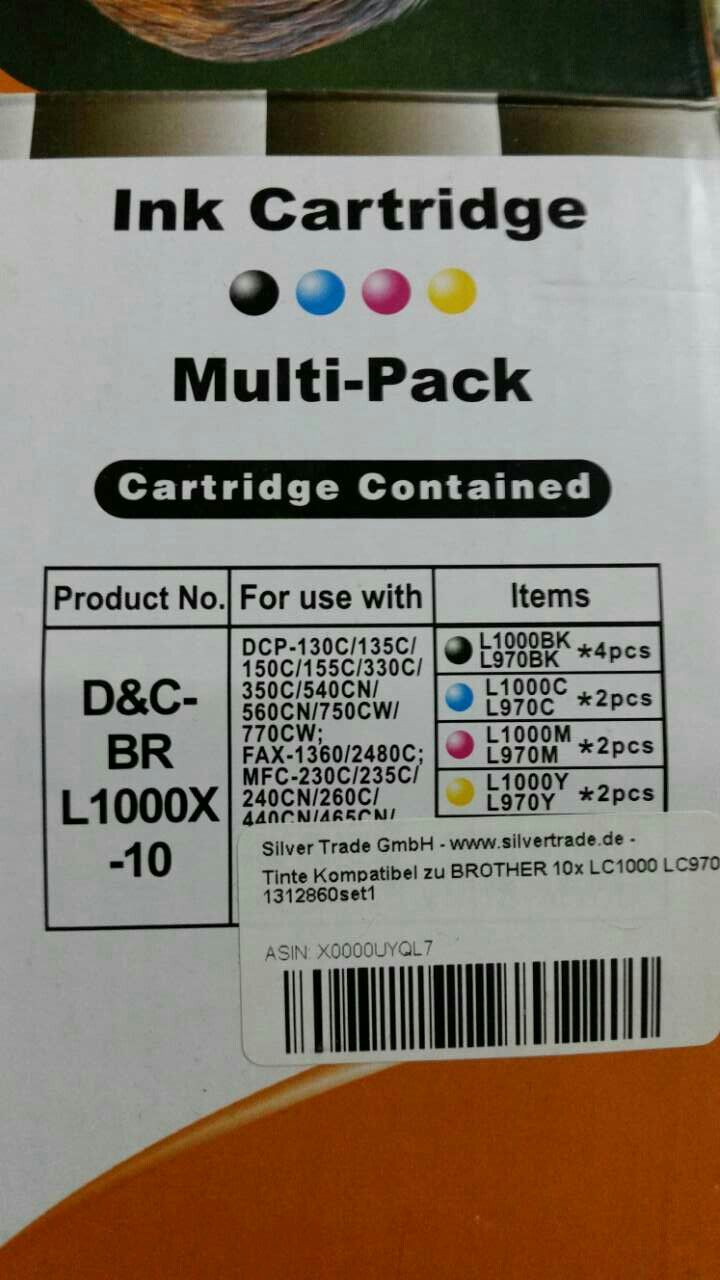 Ink Cartridge
Multi-Pack
Cartridge Contained
Product No.
For use with
Items
D&C-
BR
L1000X
-10
DCP-130C/135C/
150C/155C/330C/
350C/540CN/
560CN/750CW/
770CW;
FAX-1360/2480C;
MFC-230C/235C/
240CN/260C/
440CN/465CN/
L1000BK
L970BK *4pcs
L1000C
L970C *2pcs
L1000M
L970M *2pcs
L1000Y
L970Y *2pcs
Silver Trade GmbH - www.silvertrade.de -
Tinte Kompatibel zu BROTHER 10x LC1000 LC970
1312860set1
ASIN: X0000UYQL7